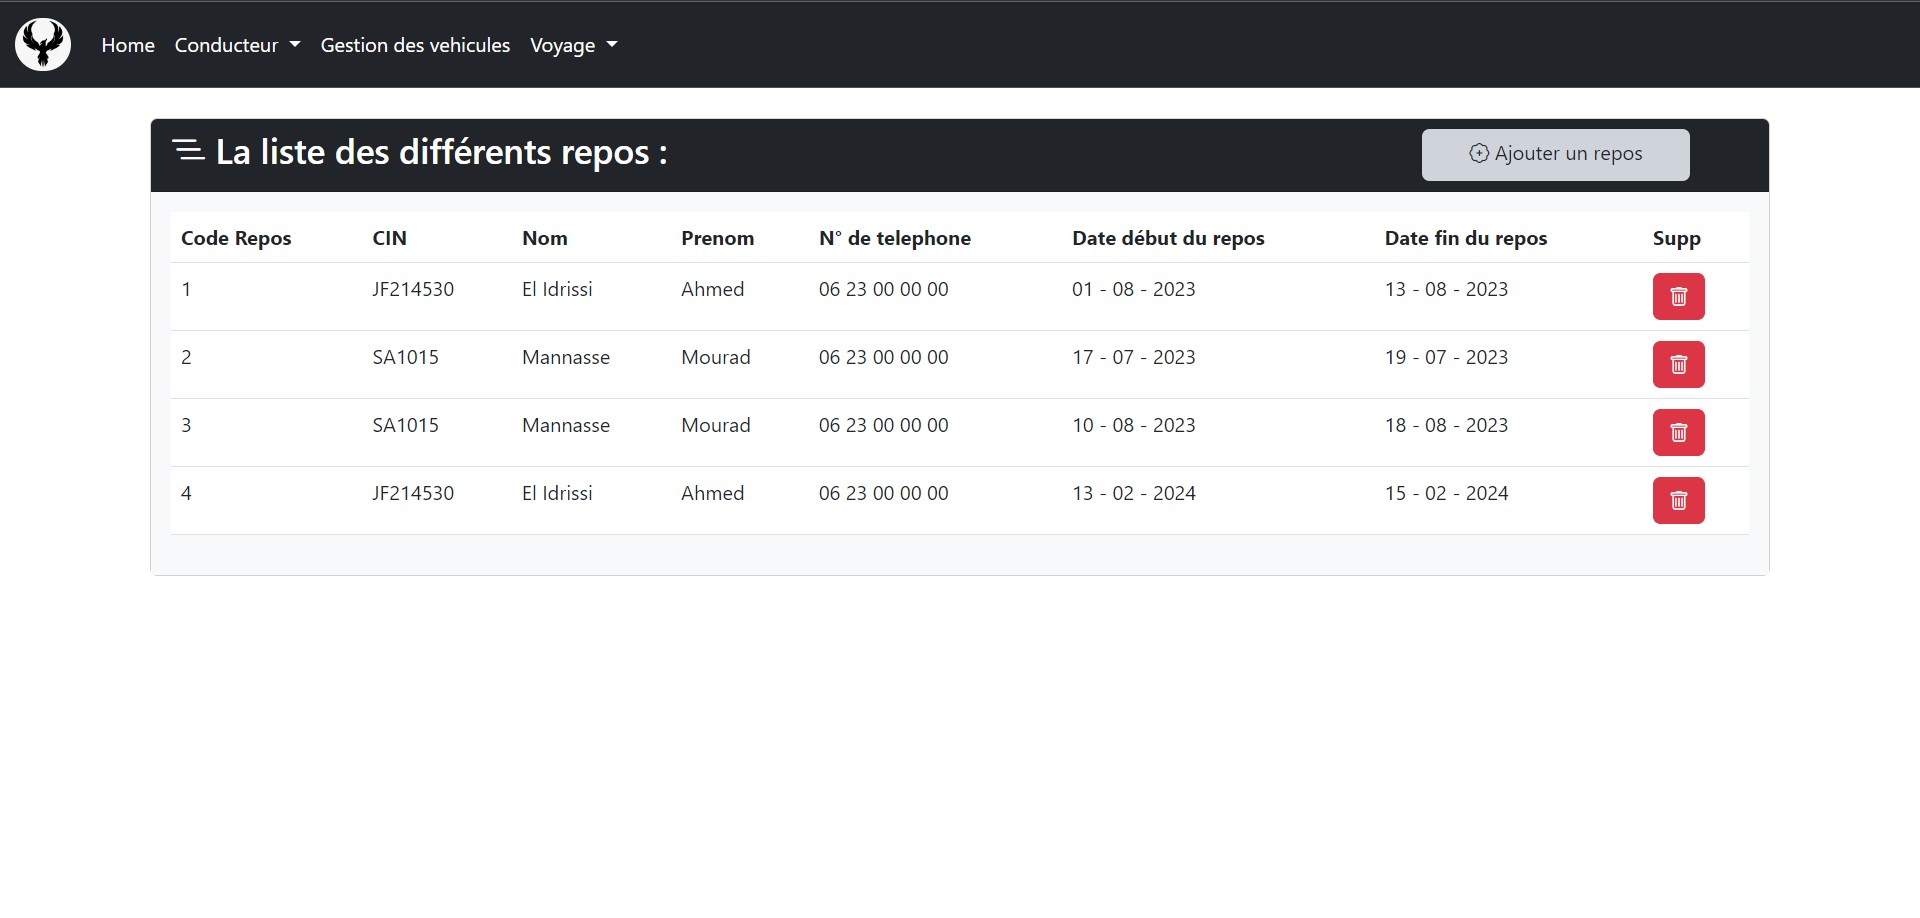 Home Conducteur Gestion des vehicules Voyage
La liste des différents repos : Ajouter un repos
Code Repos CIN Nom Prenom N° de telephone Date début du repos Date fin du repos Supp
1 JF214530 El Idrissi Ahmed 06 23 00 00 00 01 - 08 - 2023 13 - 08 - 2023
2 SA1015 Mannasse Mourad 06 23 00 00 00 17 - 07 - 2023 19 - 07 - 2023
3 SA1015 Mannasse Mourad 06 23 00 00 00 10 - 08 - 2023 18 - 08 - 2023
4 JF214530 El Idrissi Ahmed 06 23 00 00 00 13 - 02 - 2024 15 - 02 - 2024